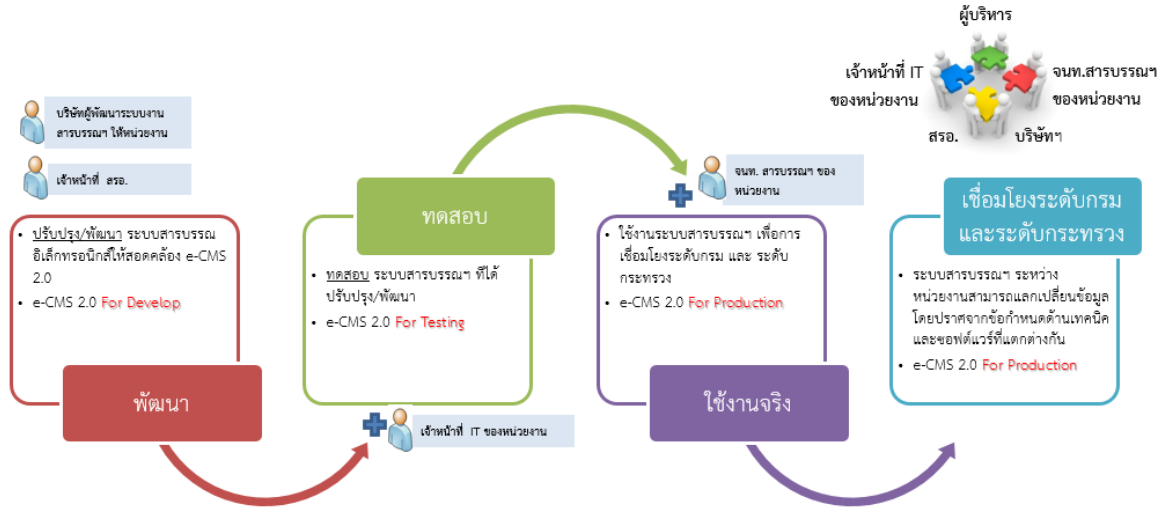 ผู้บริหาร
เจ้าหน้าที่ IT
ของหน่วยงาน
จนท.สารบรรณฯ
ของหน่วยงาน
สรอ.
บริษัทฯ
บริษัทผู้พัฒนาระบบงาน
สารบรรณฯ ให้หน่วยงาน
เจ้าหน้าที่ สรอ.
• ปรับปรุง/พัฒนา ระบบสารบรรณ
อิเล็กทรอนิกส์ให้สอดคล้อง e-CMS
2.0
• e-CMS 2.0 For Develop
พัฒนา
ทดสอบ
• ทดสอบ ระบบสารบรรณฯ ที่ได้
ปรับปรุง/พัฒนา
• e-CMS 2.0 For Testing
เจ้าหน้าที่ IT ของหน่วยงาน
จนท. สารบรรณฯ ของ
หน่วยงาน
• ใช้งานระบบสารบรรณฯ เพื่อการ
เชื่อมโยงระดับกรม และ ระดับ
กระทรวง
• e-CMS 2.0 For Production
ใช้งานจริง
เชื่อมโยงระดับกรม
และระดับกระทรวง
• ระบบสารบรรณฯ ระหว่าง
หน่วยงานสามารถแลกเปลี่ยนข้อมูล
โดยปราศจากข้อกำหนดด้านเทคนิค
และซอฟต์แวร์ที่แตกต่างกัน
• e-CMS 2.0 For Production